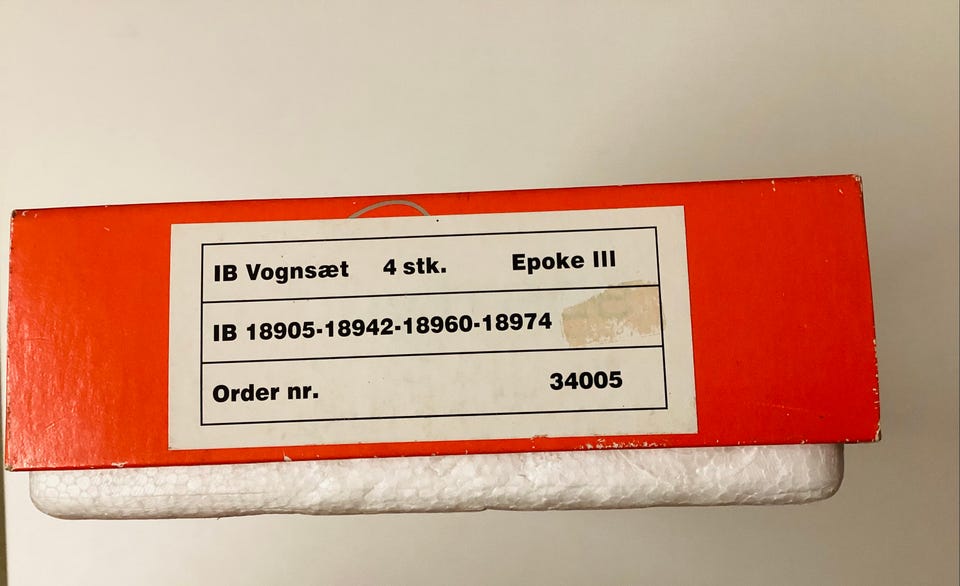 IB Vognsæt 4 stk. Epoke III
IB 18905-18942-18960-18974
Order nr. 34005